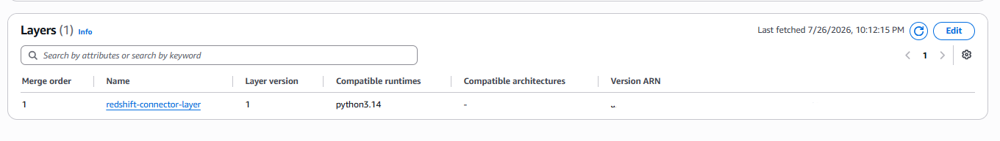 Layers (1) Info
Last fetched 7/26/2026, 10:12:15 PM
Edit
Search by attributes or search by keyword
1
Merge order Name Layer version Compatible runtimes Compatible architectures Version ARN
1 redshift-connector-layer 1 python3.14 -